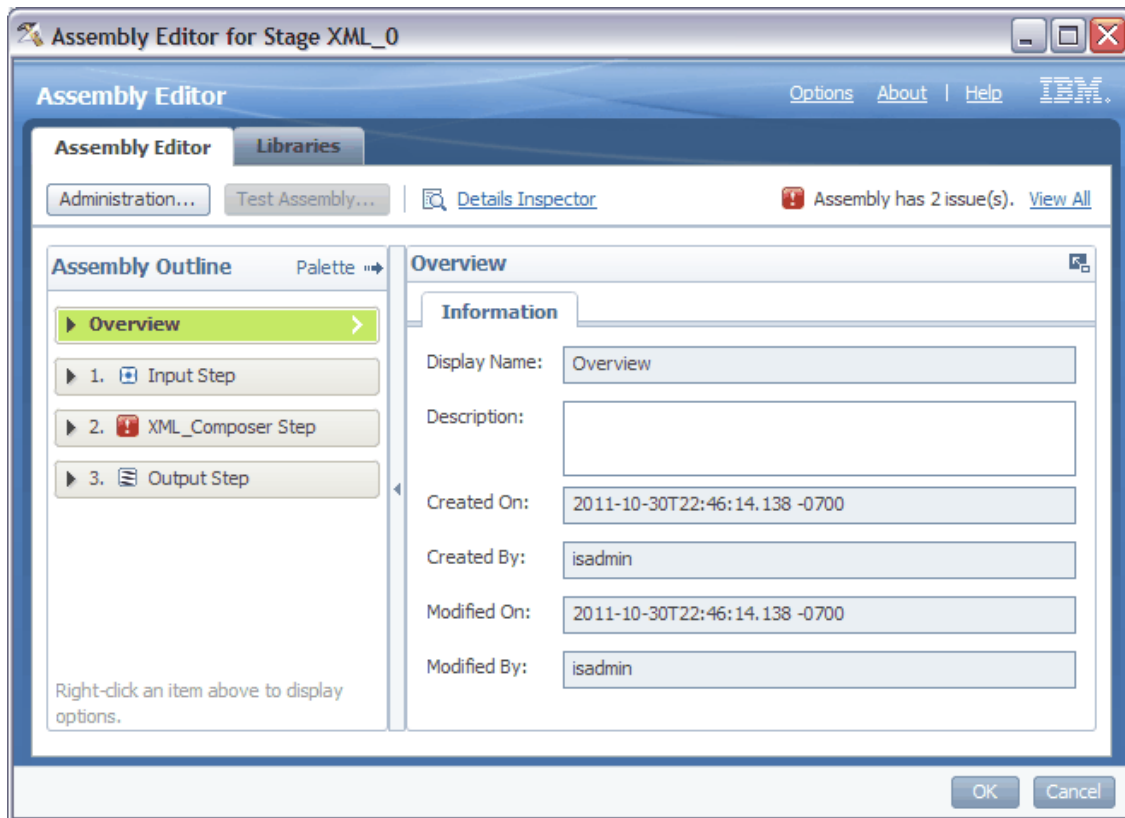 Assembly Editor for Stage XML_0
Assembly Editor
Options About | Help IBM.
Assembly Editor Libraries
Administration... Test Assembly... Details Inspector Assembly has 2 issue(s). View All
Assembly Outline Palette
Overview
1. Input Step
2. XML_Composer Step
3. Output Step
Right-click an item above to display
options.
Overview
Information
Display Name: Overview
Description:
Created On: 2011-10-30T22:46:14.138 -0700
Created By: isadmin
Modified On: 2011-10-30T22:46:14.138 -0700
Modified By: isadmin
OK Cancel